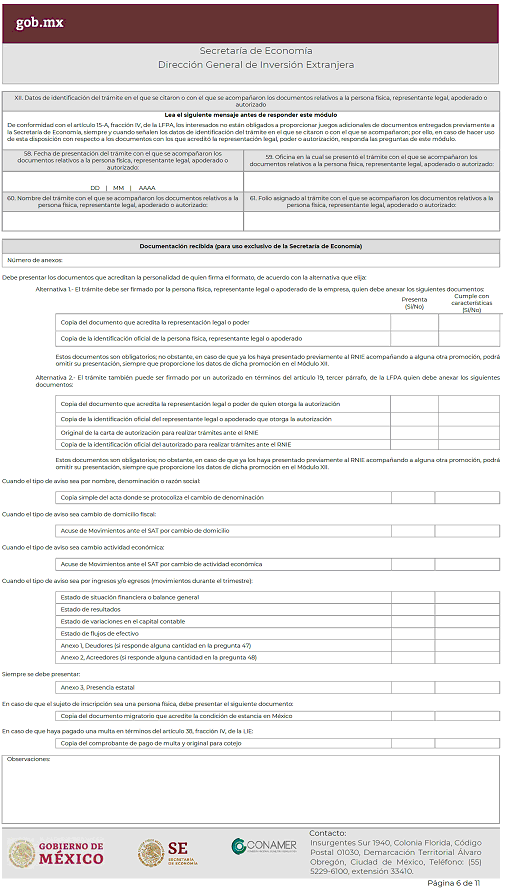 gob.mx
Secretaría de Economía
Dirección General de Inversión Extranjera
XII. Datos de identificación del trámite en el que se citaron o con el que se acompañaron los documentos relativos a la persona física, representante legal, apoderado o
autorizado
Lea el siguiente mensaje antes de responder este módulo
De conformidad con el artículo 15-A, fracción IV, de la LFPA, los interesados no están obligados a proporcionar juegos adicionales de documentos entregados previamente a
la Secretaría de Economía, siempre y cuando señalen los datos de identificación del trámite en el que se citaron o con el que se acompañaron; por ello, en caso de hacer uso
de esta disposición con respecto a los documentos con los que acreditó la representación legal, poder o autorización, responda las preguntas de este módulo.
58. Fecha de presentación del trámite con el que se acompañaron los
documentos relativos a la persona física, representante legal, apoderado o
autorizado:
59. Oficina en la cual se presentó el trámite con el que se acompañaron los
documentos relativos a la persona física, representante legal, apoderado o autorizado:
DD | MM | AAAA
60. Nombre del trámite con el que se acompañaron los documentos relativos a la
persona física, representante legal, apoderado o autorizado:
61. Folio asignado al trámite con el que se acompañaron los documentos relativos a la
persona física, representante legal, apoderado o autorizado:
Documentación recibida (para uso exclusivo de la Secretaría de Economía)
Número de anexos:
Debe presentar los documentos que acreditan la personalidad de quien firma el formato, de acuerdo con la alternativa que elija:
Alternativa 1.- El trámite debe ser firmado por la persona física, representante legal o apoderado de la empresa, quien debe anexar los siguientes documentos:
Presenta
(Sí/No)
Cumple con
características
(Sí/No)
Copia del documento que acredita la representación legal o poder
Copia de la identificación oficial de la persona física, representante legal o apoderado
Estos documentos son obligatorios; no obstante, en caso de que ya los haya presentado previamente al RNIE acompañando a alguna otra promoción, podrá
omitir su presentación, siempre que proporcione los datos de dicha promoción en el Módulo XII.
Alternativa 2.- El trámite también puede ser firmado por un autorizado en términos del artículo 19, tercer párrafo, de la LFPA quien debe anexar los siguientes
documentos:
Copia del documento que acredita la representación legal o poder de quien otorga la autorización
Copia de la identificación oficial del representante legal o apoderado que otorga la autorización
Original de la carta de autorización para realizar trámites ante el RNIE
Copia de la identificación oficial del autorizado para realizar trámites ante el RNIE
Estos documentos son obligatorios; no obstante, en caso de que ya los haya presentado previamente al RNIE acompañando a alguna otra promoción, podrá
omitir su presentación, siempre que proporcione los datos de dicha promoción en el Módulo XII.
Cuando el tipo de aviso sea por nombre, denominación o razón social:
Copia simple del acta donde se protocoliza el cambio de denominación
Cuando el tipo de aviso sea cambio de domicilio fiscal:
Acuse de Movimientos ante el SAT por cambio de domicilio
Cuando el tipo de aviso sea cambio actividad económica:
Acuse de Movimientos ante el SAT por cambio de actividad económica
Cuando el tipo de aviso sea por ingresos y/o egresos (movimientos durante el trimestre):
Estado de situación financiera o balance general
Estado de resultados
Estado de variaciones en el capital contable
Estado de flujos de efectivo
Anexo 1, Deudores (si responde alguna cantidad en la pregunta 47)
Anexo 2, Acreedores (si responde alguna cantidad en la pregunta 48)
Siempre se debe presentar:
Anexo 3, Presencia estatal
En caso de que el sujeto de inscripción sea una persona física, debe presentar el siguiente documento:
Copia del documento migratorio que acredite la condición de estancia en México
En caso de que haya pagado una multa en términos del artículo 38, fracción IV, de la LIE:
Copia del comprobante de pago de multa y original para cotejo
Observaciones:
GOBIERNO DE
MÉXICO
SE
SECRETARÍA
DE ECONOMÍA
CONAMER
Contacto:
Insurgentes Sur 1940, Colonia Florida, Código
Postal 01030, Demarcación Territorial Álvaro
Obregón, Ciudad de México, Teléfono: (55)
5229-6100, extensión 33410.
Página 6 de 11